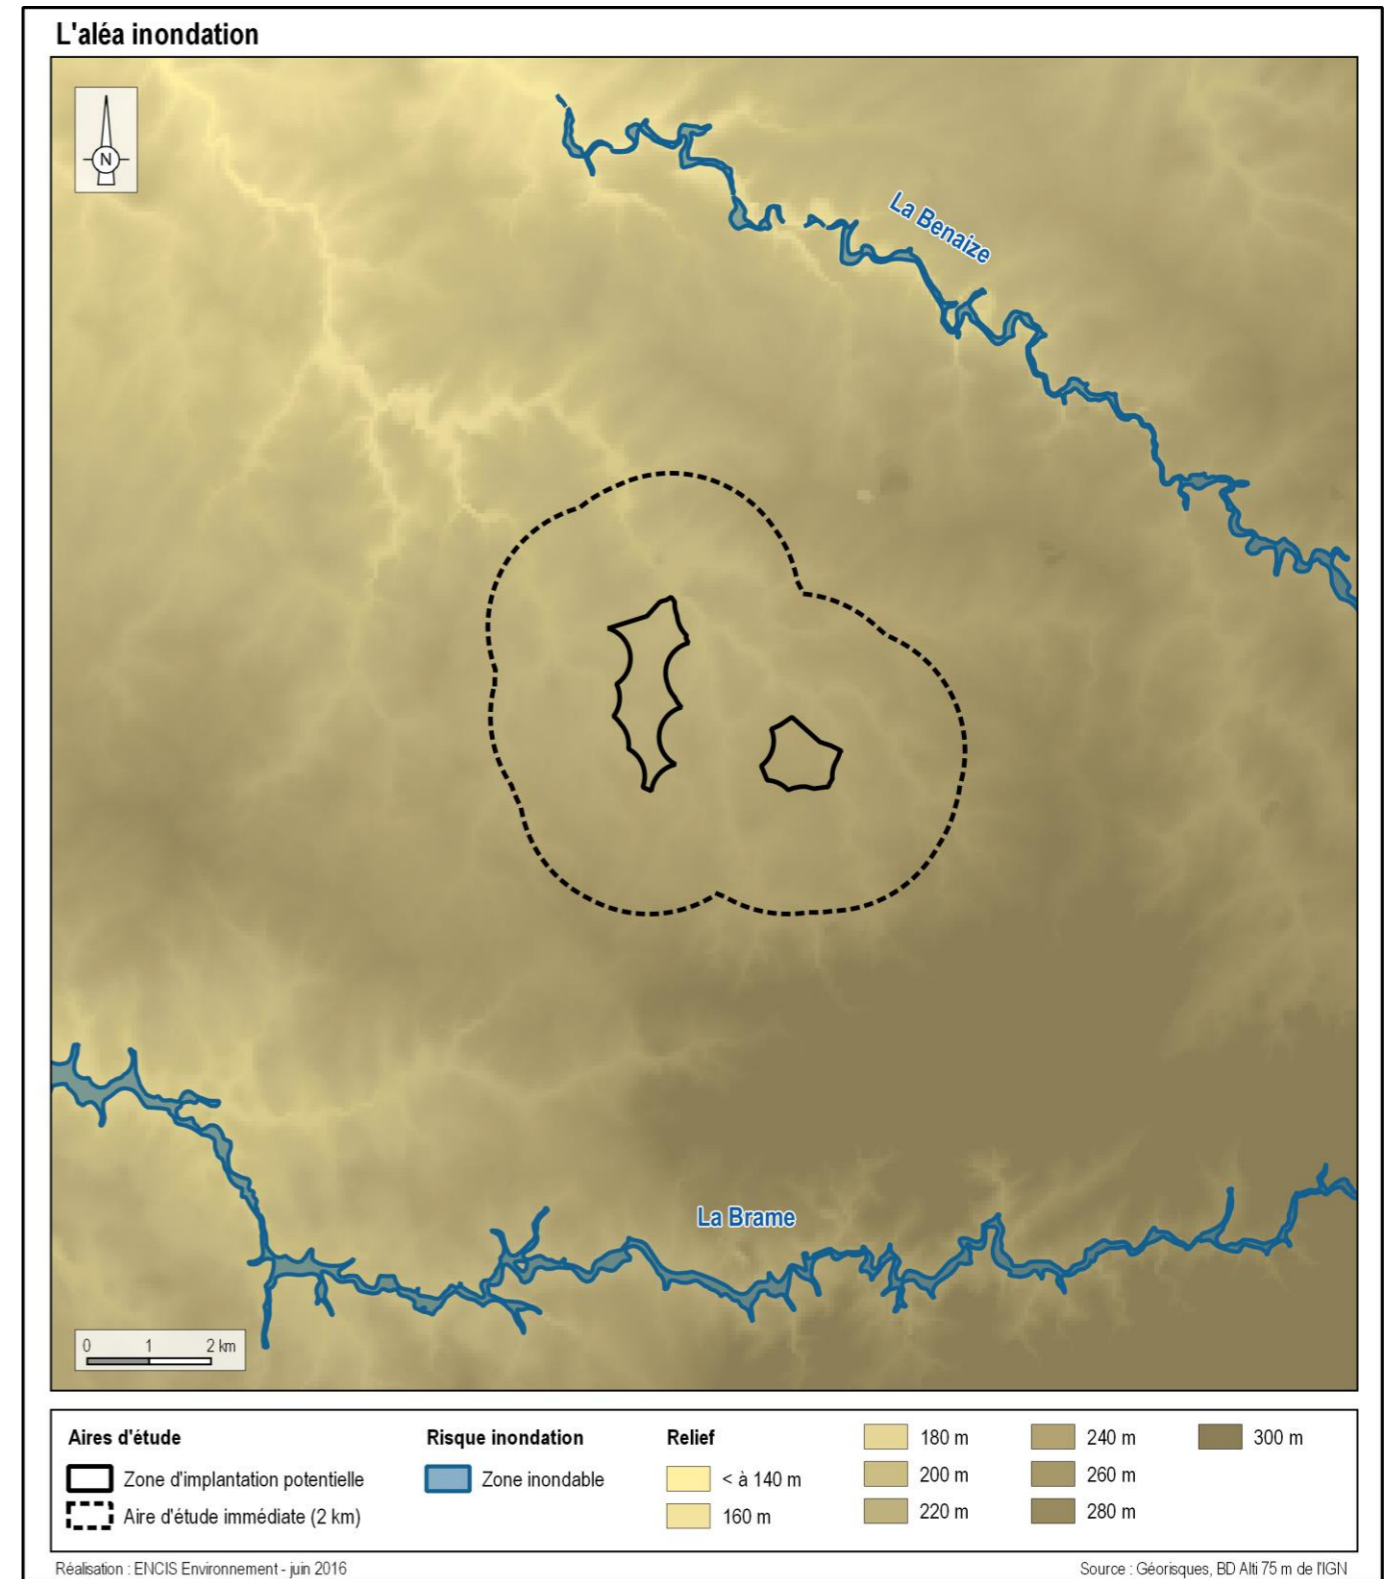 L'aléa inondation
N
La Benaize
La Brame
0 1 2 km
Aires d'étude
Zone d'implantation potentielle
Aire d'étude immédiate (2 km)
Risque inondation
Zone inondable
Relief
< à 140 m
160 m
180 m
200 m
220 m
240 m
260 m
280 m
300 m
Réalisation : ENCIS Environnement - juin 2016
Source : Géorisques, BD Alti 75 m de l'IGN